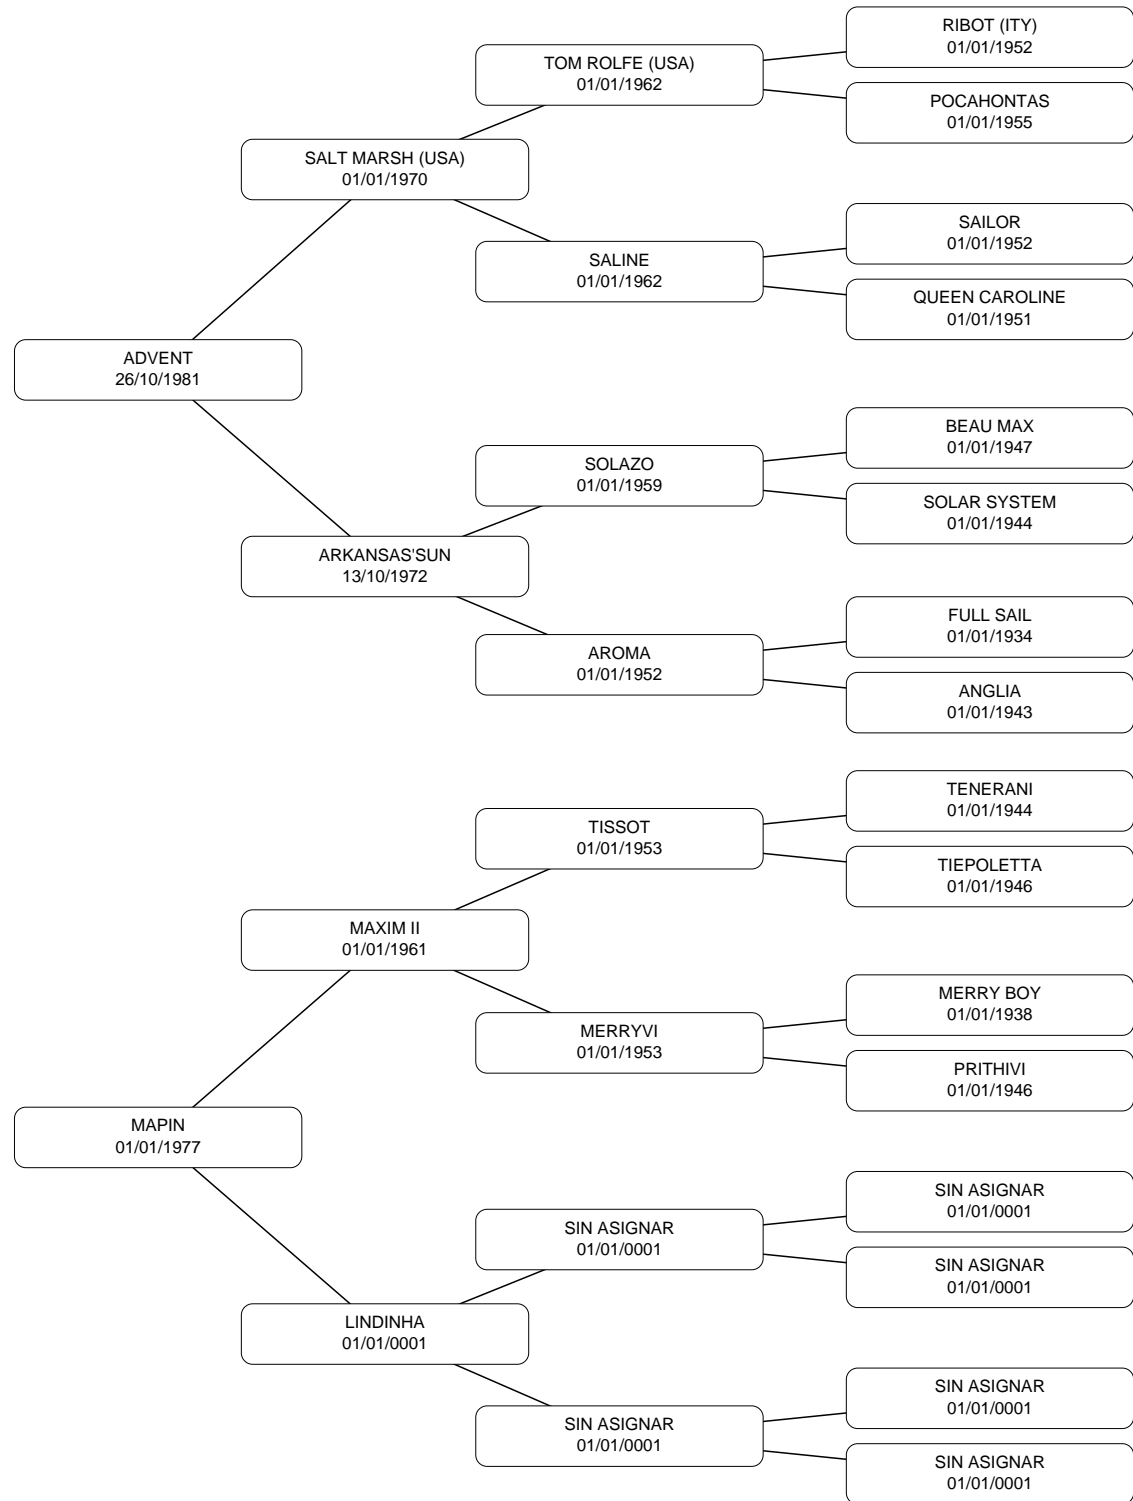 RIBOT (ITY)
01/01/1952
TOM ROLFE (USA)
01/01/1962
POCAHONTAS
01/01/1955
SALT MARSH (USA)
01/01/1970
SAILOR
01/01/1952
SALINE
01/01/1962
QUEEN CAROLINE
01/01/1951
ADVENT
26/10/1981
BEAU MAX
01/01/1947
SOLAZO
01/01/1959
SOLAR SYSTEM
01/01/1944
ARKANSAS'SUN
13/10/1972
FULL SAIL
01/01/1934
AROMA
01/01/1952
ANGLIA
01/01/1943
TENERANI
01/01/1944
TISSOT
01/01/1953
TIEPOLETTA
01/01/1946
MAXIM II
01/01/1961
MERRY BOY
01/01/1938
MERRYVI
01/01/1953
PRITHIVI
01/01/1946
MAPIN
01/01/1977
SIN ASIGNAR
01/01/0001
SIN ASIGNAR
01/01/0001
SIN ASIGNAR
01/01/0001
LINDINHA
01/01/0001
SIN ASIGNAR
01/01/0001
SIN ASIGNAR
01/01/0001
SIN ASIGNAR
01/01/0001